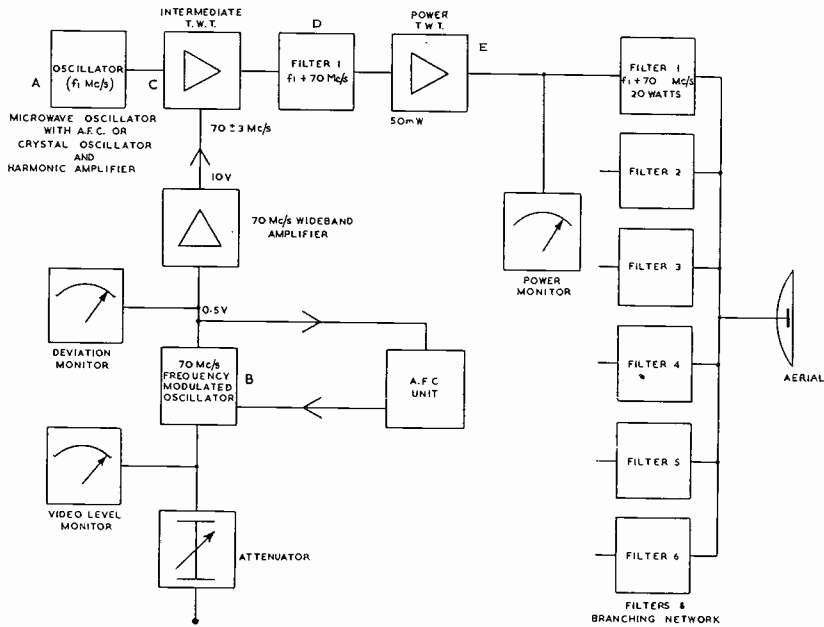 INTERMEDIATE
T.W.T.
D
POWER
TWT.
E
A
OSCILLATOR
(f1 Mc/s)
C
FILTER 1
f1 + 70 Mc/s
FILTER 1
f1 + 70 Mc/s
20 WATTS
50mW
MICROWAVE OSCILLATOR
WITH A.F.C. OR
CRYSTAL OSCILLATOR
AND
HARMONIC AMPLIFIER
70 ± 3 Mc/s
10V
FILTER 2
70 Mc/s WIDEBAND
AMPLIFIER
POWER
MONITOR
FILTER 3
0·5V
DEVIATION
MONITOR
70 Mc/s
FREQUENCY
MODULATED
OSCILLATOR
B
A.F.C
UNIT
FILTER 4
AERIAL
VIDEO LEVEL
MONITOR
FILTER 5
ATTENUATOR
FILTER 6
FILTERS &
BRANCHING NETWORK